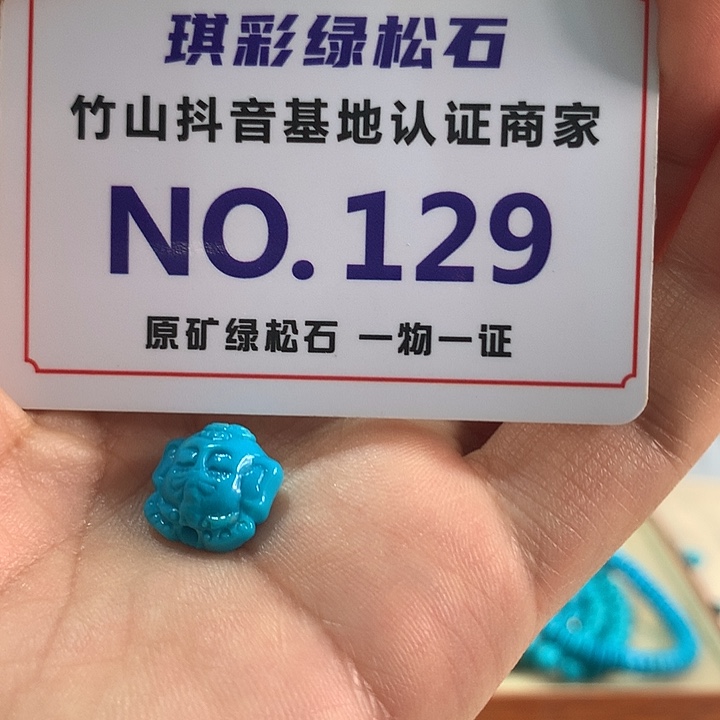 琪彩绿松石
竹山抖音基地认证商家
NO.129
原矿绿松石 一物一证